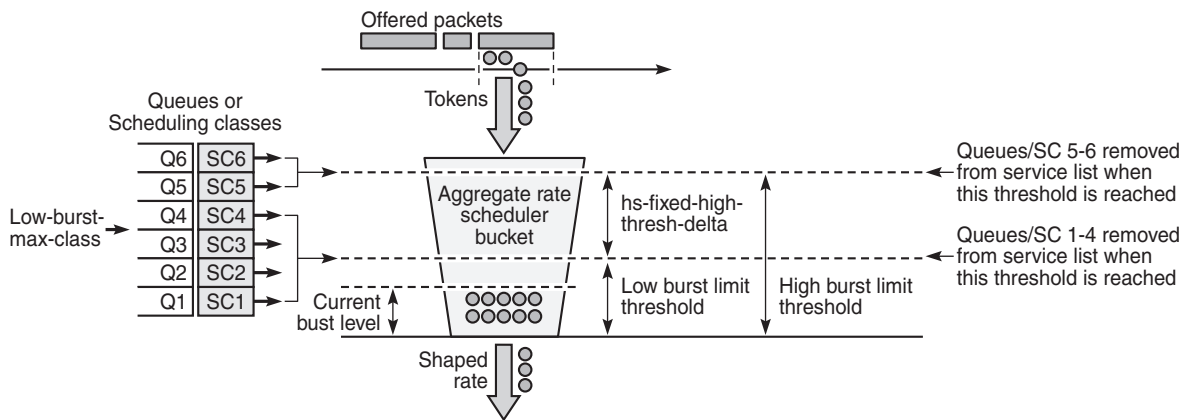 Offered packets
Tokens
Queues or
Scheduling classes
Q6 SC6
Q5 SC5
Q4 SC4
Q3 SC3
Q2 SC2
Q1 SC1
Low-burst-
max-class
Aggregate rate
scheduler
bucket
hs-fixed-high-
thresh-delta
Queues/SC 5-6 removed
from service list when
this threshold is reached
Queues/SC 1-4 removed
from service list when
this threshold is reached
Current
bust level
Low burst limit
threshold
High burst limit
threshold
Shaped
rate